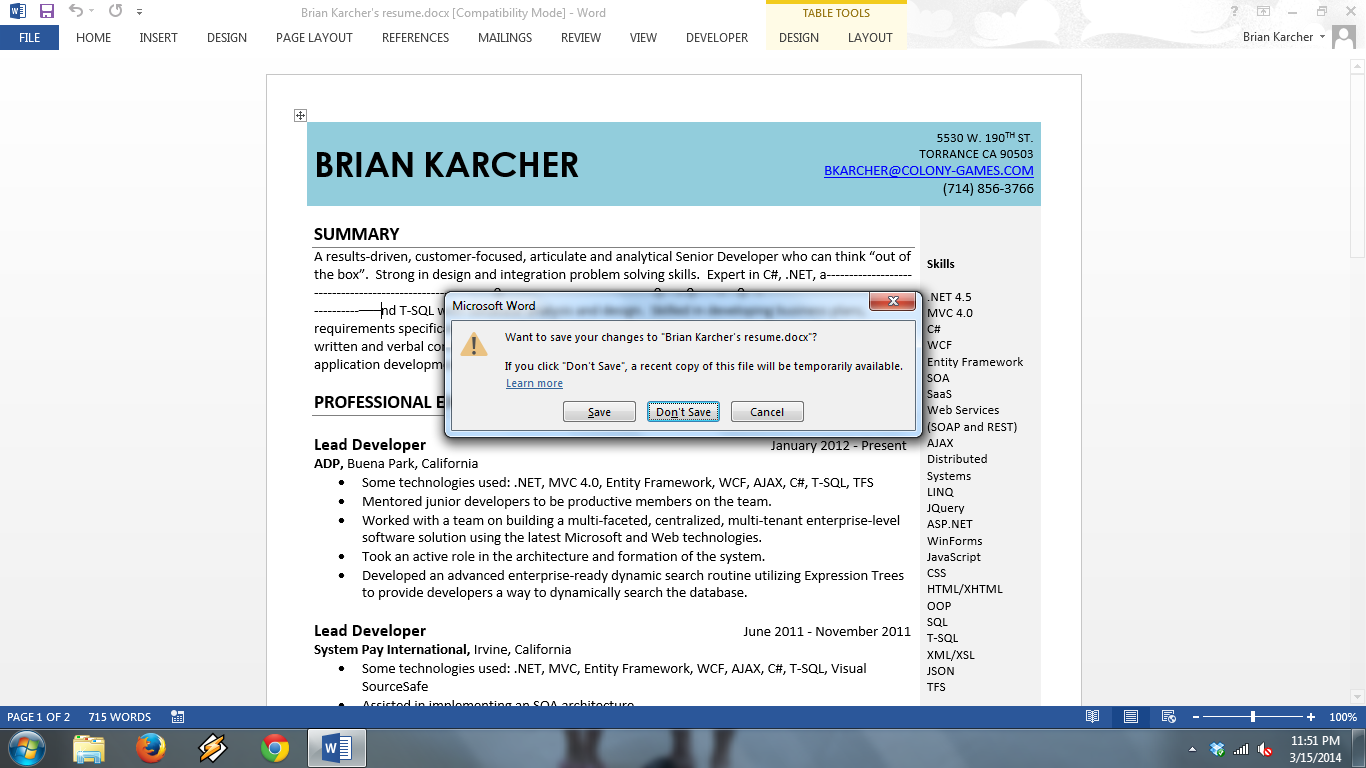 Brian Karcher's resume.docx [Compatibility Mode] - Word
TABLE TOOLS
?
FILE HOME INSERT DESIGN PAGE LAYOUT REFERENCES MAILINGS REVIEW VIEW DEVELOPER DESIGN LAYOUT
Brian Karcher
BRIAN KARCHER
5530 W. 190TH ST.
TORRANCE CA 90503
BKARCHER@COLONY-GAMES.COM
(714) 856-3766
SUMMARY
A results-driven, customer-focused, articulate and analytical Senior Developer who can think “out of
the box”.  Strong in design and integration problem solving skills.  Expert in C#, .NET, a-------------------
nd T-SQL
requirements
written and verbal
application
PROFESSIONAL
Microsoft Word
Want to save your changes to "Brian Karcher's resume.docx"?
If you click "Don't Save", a recent copy of this file will be temporarily available.
Learn more
Save Don't Save Cancel
Lead Developer January 2012 - Present
ADP, Buena Park, California
• Some technologies used: .NET, MVC 4.0, Entity Framework, WCF, AJAX, C#, T-SQL, TFS
• Mentored junior developers to be productive members on the team.
• Worked with a team on building a multi-faceted, centralized, multi-tenant enterprise-level
software solution using the latest Microsoft and Web technologies.
• Took an active role in the architecture and formation of the system.
• Developed an advanced enterprise-ready dynamic search routine utilizing Expression Trees
to provide developers a way to dynamically search the database.
Lead Developer June 2011 - November 2011
System Pay International, Irvine, California
• Some technologies used: .NET, MVC, Entity Framework, WCF, AJAX, C#, T-SQL, Visual
SourceSafe
• Assisted in implementing an SOA architecture
Skills
.NET 4.5
MVC 4.0
C#
WCF
Entity Framework
SOA
SaaS
Web Services
(SOAP and REST)
AJAX
Distributed
Systems
LINQ
JQuery
ASP.NET
WinForms
JavaScript
CSS
HTML/XHTML
OOP
SQL
T-SQL
XML/XSL
JSON
TFS
PAGE 1 OF 2 715 WORDS 100%
11:51 PM
3/15/2014